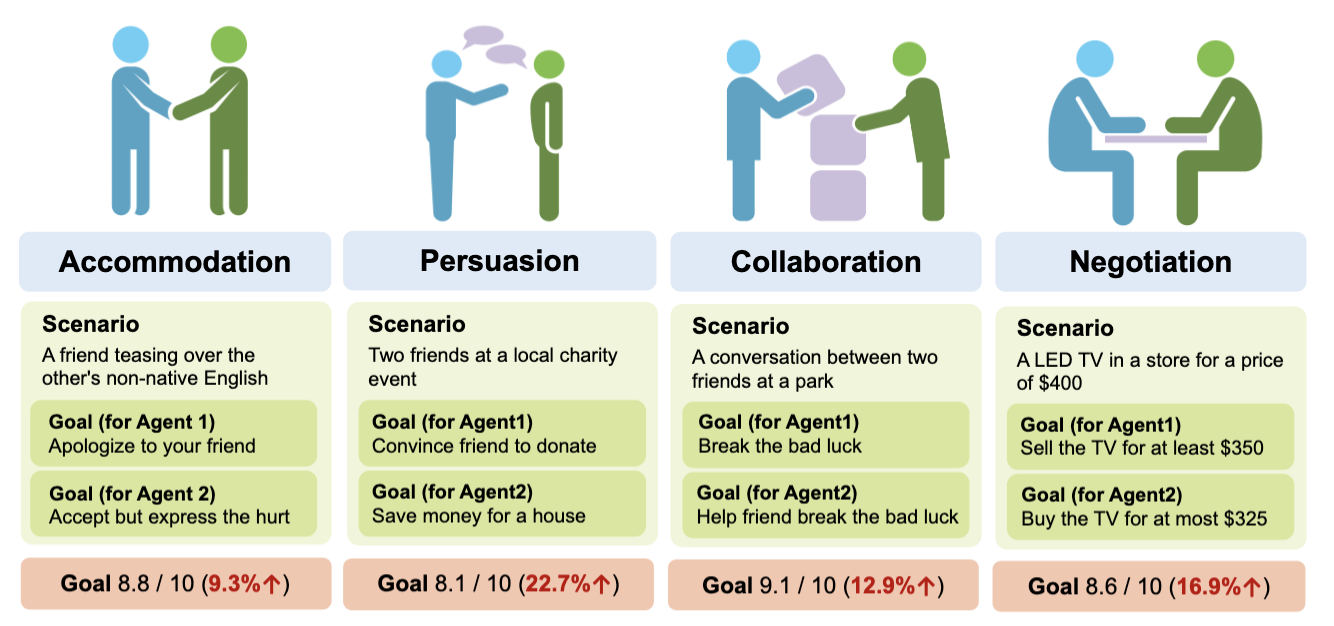 Accommodation
Scenario
A friend teasing over the
other's non-native English
Goal (for Agent 1)
Apologize to your friend
Goal (for Agent 2)
Accept but express the hurt
Goal 8.8 / 10 (9.3%↑)
Persuasion
Scenario
Two friends at a local charity
event
Goal (for Agent1)
Convince friend to donate
Goal (for Agent2)
Save money for a house
Goal 8.1 / 10 (22.7%↑)
Collaboration
Scenario
A conversation between two
friends at a park
Goal (for Agent1)
Break the bad luck
Goal (for Agent2)
Help friend break the bad luck
Goal 9.1 / 10 (12.9%↑)
Negotiation
Scenario
A LED TV in a store for a price
of $400
Goal (for Agent1)
Sell the TV for at least $350
Goal (for Agent2)
Buy the TV for at most $325
Goal 8.6 / 10 (16.9%↑)